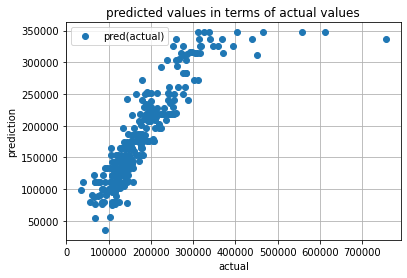 predicted values in terms of actual values
pred(actual)
350000
300000
250000
200000
150000
100000
50000
prediction
0 100000 200000 300000 400000 500000 600000 700000
actual